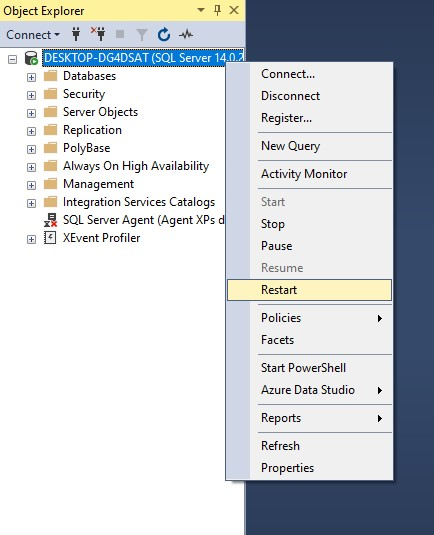 Object Explorer
Connect
DESKTOP-DG4DSAT (SQL Server 14.0.2
Databases
Security
Server Objects
Replication
PolyBase
Always On High Availability
Management
Integration Services Catalogs
SQL Server Agent (Agent XPs d
XEvent Profiler
Connect...
Disconnect
Register...
New Query
Activity Monitor
Start
Stop
Pause
Resume
Restart
Policies
Facets
Start PowerShell
Azure Data Studio
Reports
Refresh
Properties